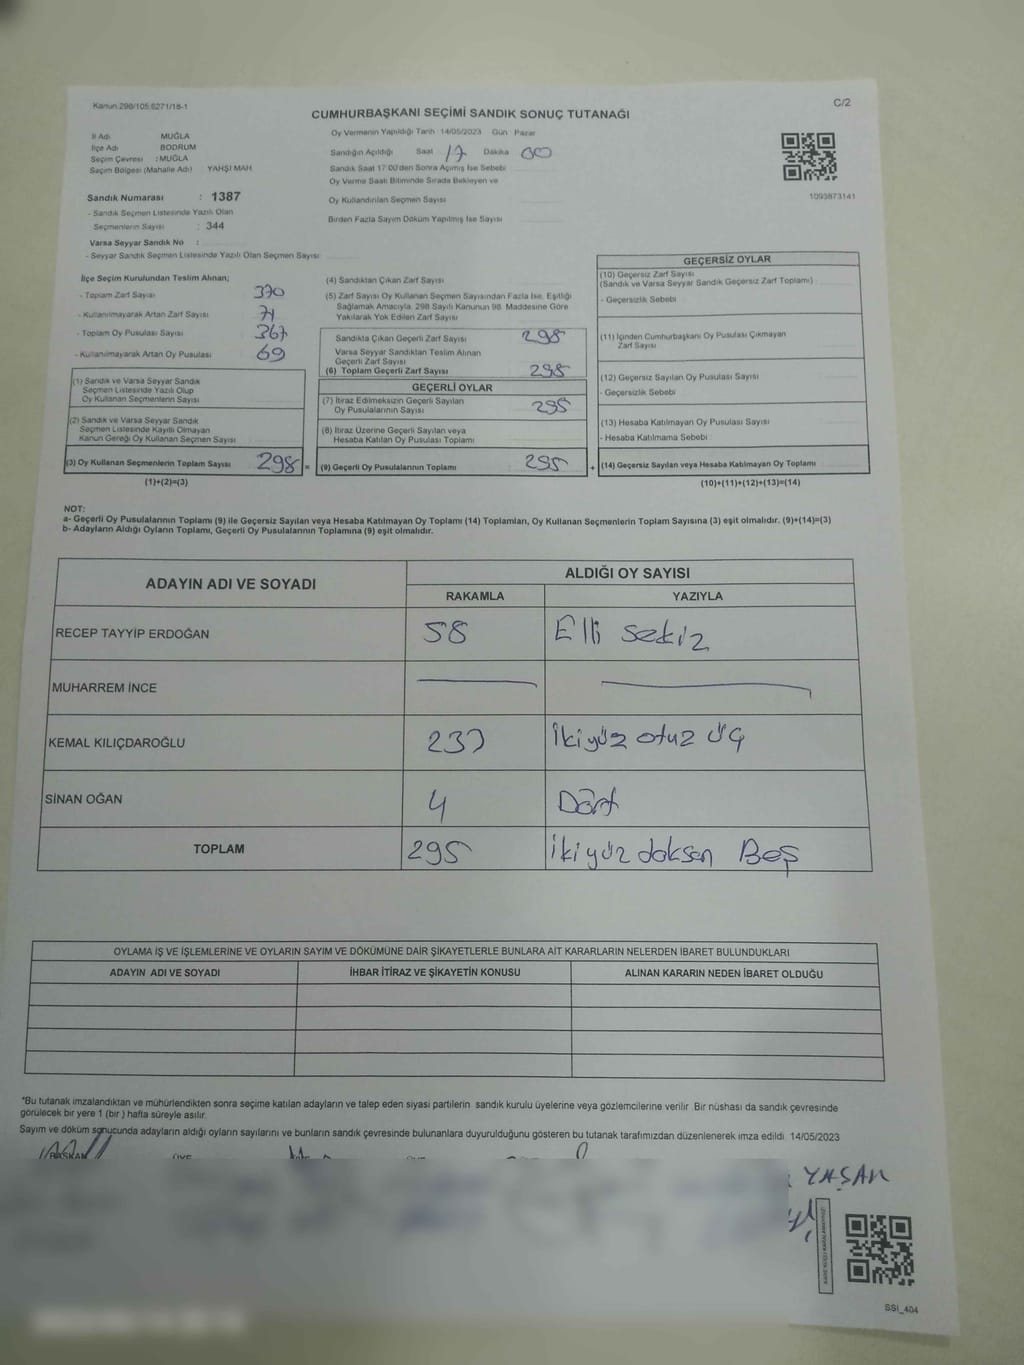 Kanun 298/105.6271/18-1
C/2
CUMHURBAŞKANI SEÇİMİ SANDIK SONUÇ TUTANAĞI
İl Adı MUĞLA
İlçe Adı BODRUM
Seçim Çevresi : MUĞLA
Seçim Bölgesi (Mahalle Adı) YAHŞİ MAH
Oy Vermenin Yapıldığı Tarih 14/05/2023 Gün Pazar
Sandığın Açıldığı Saat 17 Dakika 00
Sandık Saat 17:00'den Sonra Açılmış İse Sebebi
Oy Verme Saati Bitiminde Sırada Bekleyen ve
Oy Kullandırılan Seçmen Sayısı
Birden Fazla Sayım Döküm Yapılmış İse Sayısı
1093873141
Sandık Numarası : 1387
- Sandık Seçmen Listesinde Yazılı Olan
Seçmenlerin Sayısı : 344
Varsa Seyyar Sandık No :
- Seyyar Sandık Seçmen Listesinde Yazılı Olan Seçmen Sayısı
İlçe Seçim Kurulundan Teslim Alınan;
- Toplam Zarf Sayısı 370
- Kullanılmayarak Artan Zarf Sayısı 71
- Toplam Oy Pusulası Sayısı 367
- Kullanılmayarak Artan Oy Pusulası 69
(1) Sandık ve Varsa Seyyar Sandık
Seçmen Listesinde Yazılı Olup
Oy Kullanan Seçmenlerin Sayısı
(2) Sandık ve Varsa Seyyar Sandık
Seçmen Listesinde Kayıtlı Olmayan
Kanun Gereği Oy Kullanan Seçmen Sayısı
(3) Oy Kullanan Seçmenlerin Toplam Sayısı 298 =
(1)+(2)=(3)
(4) Sandıktan Çıkan Zarf Sayısı
(5) Zarf Sayısı Oy Kullanan Seçmen Sayısından Fazla İse, Eşitliği
Sağlamak Amacıyla, 298 Sayılı Kanunun 98. Maddesine Göre
Yakılarak Yok Edilen Zarf Sayısı
Sandıkta Çıkan Geçerli Zarf Sayısı 298
Varsa Seyyar Sandıktan Teslim Alınan
Geçerli Zarf Sayısı
(6) Toplam Geçerli Zarf Sayısı 298
GEÇERLİ OYLAR
(7) İtiraz Edilmeksizin Geçerli Sayılan
Oy Pusulalarının Sayısı 295
(8) İtiraz Üzerine Geçerli Sayılan veya
Hesaba Katılan Oy Pusulası Toplamı
(9) Geçerli Oy Pusulalarının Toplamı 295 +
GEÇERSİZ OYLAR
(10) Geçersiz Zarf Sayısı
(Sandık ve Varsa Seyyar Sandık Geçersiz Zarf Toplamı)
- Geçersizlik Sebebi
(11) İçinden Cumhurbaşkanı Oy Pusulası Çıkmayan
Zarf Sayısı
(12) Geçersiz Sayılan Oy Pusulası Sayısı
- Geçersizlik Sebebi
(13) Hesaba Katılmayan Oy Pusulası Sayısı
- Hesaba Katılmama Sebebi
(14) Geçersiz Sayılan veya Hesaba Katılmayan Oy Toplamı
(10)+(11)+(12)+(13)=(14)
NOT:
a- Geçerli Oy Pusulalarının Toplamı (9) ile Geçersiz Sayılan veya Hesaba Katılmayan Oy Toplamı (14) Toplamları, Oy Kullanan Seçmenlerin Toplam Sayısına (3) eşit olmalıdır. (9)+(14)=(3)
b- Adayların Aldığı Oyların Toplamı, Geçerli Oy Pusulalarının Toplamına (9) eşit olmalıdır.
ADAYIN ADI VE SOYADI
ALDIĞI OY SAYISI
RAKAMLA YAZIYLA
RECEP TAYYİP ERDOĞAN 58 Elli sekiz
MUHARREM İNCE
KEMAL KILIÇDAROĞLU 233 İkiyüz otuz üç
SİNAN OĞAN 4 Dört
TOPLAM 295 İkiyüz doksan Beş
OYLAMA İŞ VE İŞLEMLERİNE VE OYLARIN SAYIM VE DÖKÜMÜNE DAİR ŞİKAYETLERLE BUNLARA AİT KARARLARIN NELERDEN İBARET BULUNDUKLARI
ADAYIN ADI VE SOYADI İHBAR İTİRAZ VE ŞİKAYETİN KONUSU ALINAN KARARIN NEDEN İBARET OLDUĞU
*Bu tutanak imzalandıktan ve mühürlendikten sonra seçime katılan adayların ve talep eden siyasi partilerin sandık kurulu üyelerine veya gözlemcilerine verilir. Bir nüshası da sandık çevresinde
görülecek bir yere 1 (bir) hafta süreyle asılır.
Sayım ve döküm sonucunda adayların aldığı oyların sayılarını ve bunların sandık çevresinde bulunanlara duyurulduğunu gösteren bu tutanak tarafımızdan düzenlenerek imza edildi. 14/05/2023
BAŞKAN ÜYE
YAŞAN
SSI_404